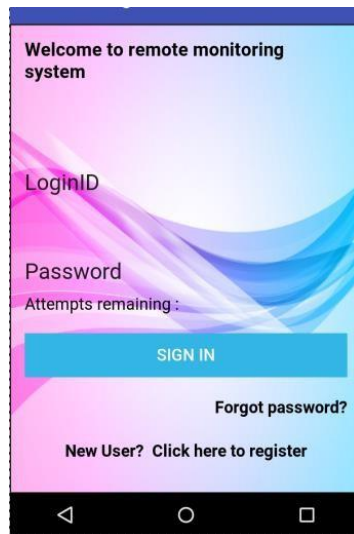 Welcome to remote monitoring
system
LoginID
Password
Attempts remaining :
SIGN IN
Forgot password?
New User? Click here to register